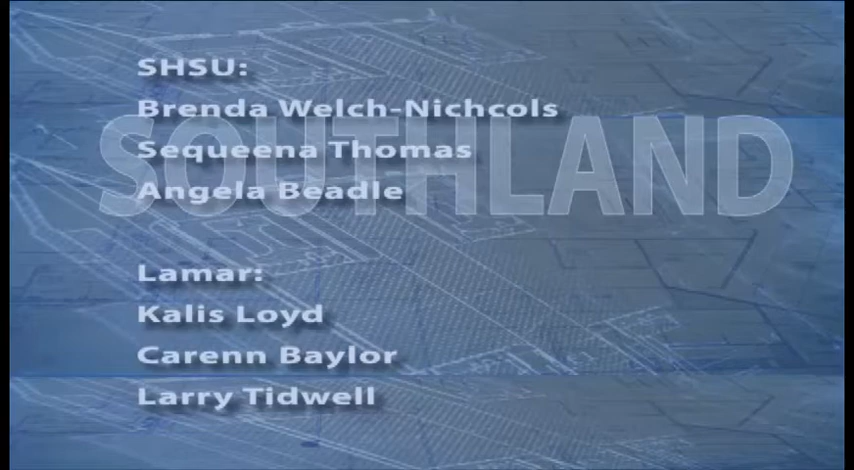 SHSU:
Brenda Welch-Nichcols
SOUTHLAND
Sequeena Thomas
Angela Beadle
Lamar:
Kalis Loyd
Carenn Baylor
Larry Tidwell